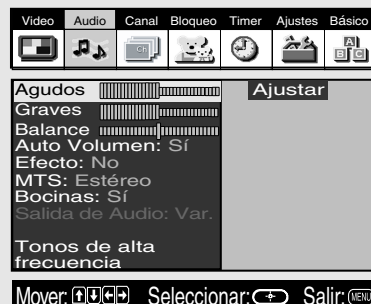 Video Audio Canal Bloqueo Timer Ajustes Básico
Ch A B C
Agudos Ajustar
Graves
Balance
Auto Volumen: Sí
Efecto: No
MTS: Estéreo
Bocinas: Sí
Salida de Audio: Var.
Tonos de alta
frecuencia
Mover: Seleccionar: Salir: MENU